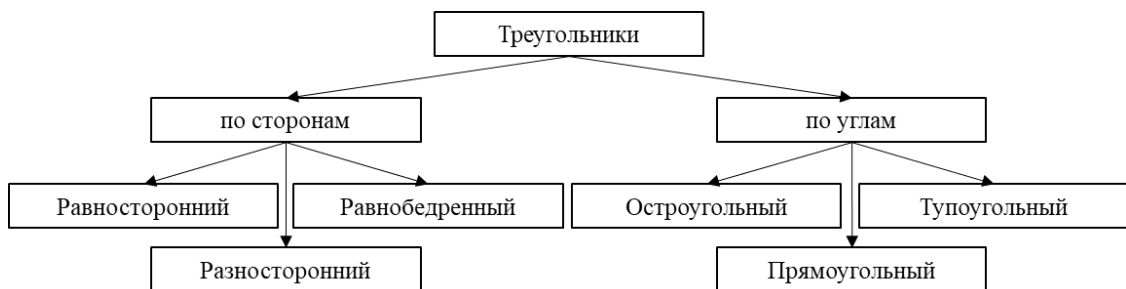 Треугольники
по сторонам
по углам
Равносторонний
Равнобедренный
Остроугольный
Тупоугольный
Разносторонний
Прямоугольный